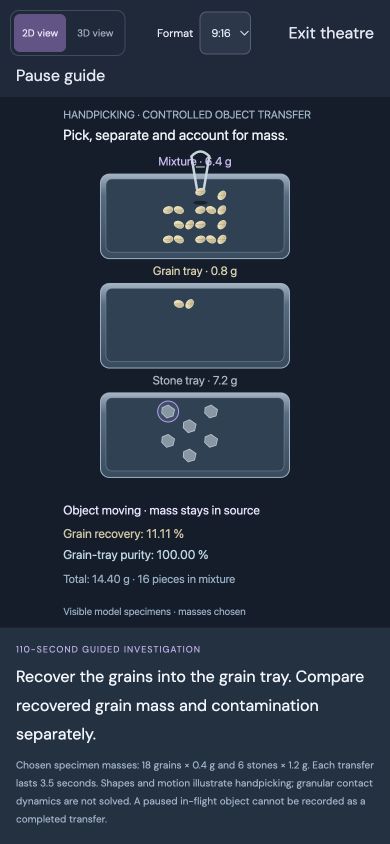 2D view
3D view
Format
9:16
Exit theatre
Pause guide
HANDPICKING · CONTROLLED OBJECT TRANSFER
Pick, separate and account for mass.
Mixture · 6.4 g
Grain tray · 0.8 g
Stone tray · 7.2 g
Object moving · mass stays in source
Grain recovery: 11.11 %
Grain-tray purity: 100.00 %
Total: 14.40 g · 16 pieces in mixture
Visible model specimens · masses chosen
110-SECOND GUIDED INVESTIGATION
Recover the grains into the grain tray. Compare
recovered grain mass and contamination
separately.
Chosen specimen masses: 18 grains × 0.4 g and 6 stones × 1.2 g. Each transfer
lasts 3.5 seconds. Shapes and motion illustrate handpicking; granular contact
dynamics are not solved. A paused in-flight object cannot be recorded as a
completed transfer.